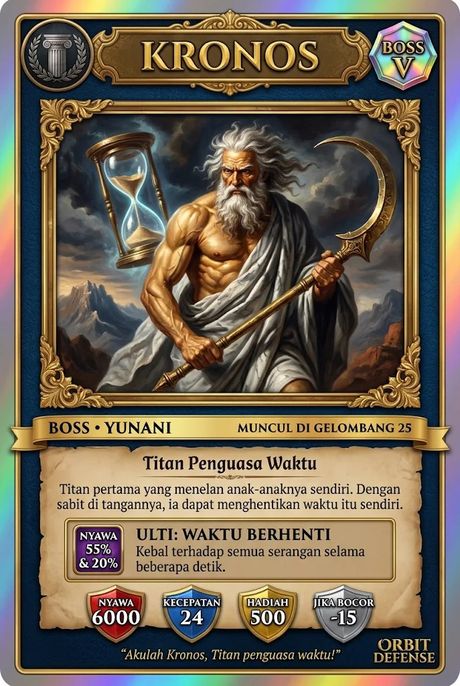 KRONOS
BOSS
V
BOSS • YUNANI
MUNCUL DI GELOMBANG 25
Titan Penguasa Waktu
Titan pertama yang menelan anak-anaknya sendiri. Dengan
sabit di tangannya, ia dapat menghentikan waktu itu sendiri.
NYAWA
55%
& 20%
ULTI: WAKTU BERHENTI
Kebal terhadap semua serangan selama
beberapa detik.
NYAWA
6000
KECEPATAN
24
HADIAH
500
JIKA BOCOR
-15
"Akulah Kronos, Titan penguasa waktu!"
ORBIT
DEFENSE